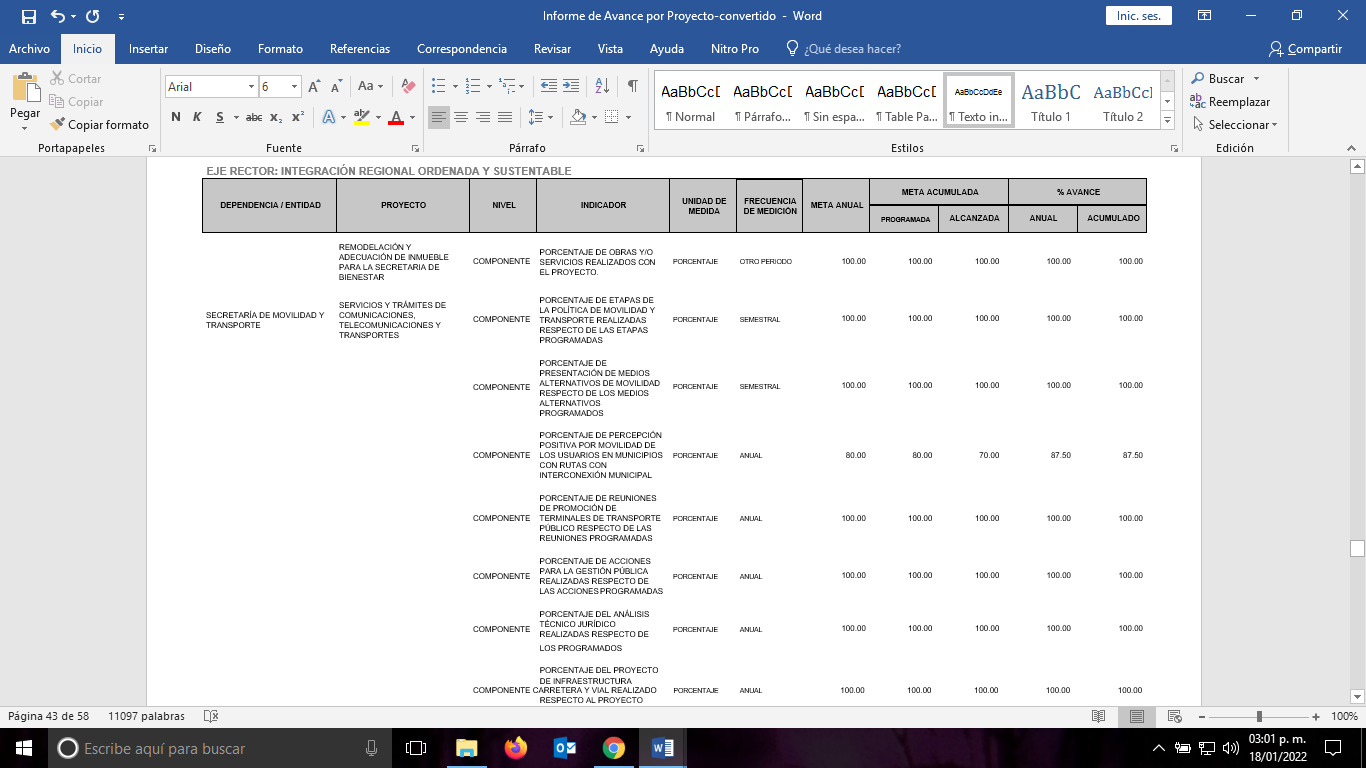 Informe de Avance por Proyecto-convertido - Word
Inic. ses.
Archivo Inicio Insertar Diseño Formato Referencias Correspondencia Revisar Vista Ayuda Nitro Pro ¿Qué desea hacer? Compartir
Pegar
Cortar
Copiar
Copiar formato
Portapapeles
Arial 6
N K S abc x₂ x²
Fuente
Párrafo
AaBbCcI AaBbCcI AaBbCcI AaBbCcI AaBbCcDdEe AaBbC AaBbCcI
¶ Normal ¶ Párrafo... ¶ Sin espa... ¶ Table Pa... ¶ Texto in... Título 1 Título 2
Estilos
Buscar
Reemplazar
Seleccionar
Edición
EJE RECTOR: INTEGRACIÓN REGIONAL ORDENADA Y SUSTENTABLE
DEPENDENCIA / ENTIDAD
PROYECTO
NIVEL
INDICADOR
UNIDAD DE
MEDIDA
FRECUENCIA
DE MEDICIÓN
META ANUAL
META ACUMULADA
PROGRAMADA
ALCANZADA
% AVANCE
ANUAL
ACUMULADO
REMODELACIÓN Y
ADECUACIÓN DE INMUEBLE
PARA LA SECRETARIA DE
BIENESTAR
COMPONENTE
PORCENTAJE DE OBRAS Y/O
SERVICIOS REALIZADOS CON
EL PROYECTO.
PORCENTAJE OTRO PERIODO 100.00 100.00 100.00 100.00 100.00
SECRETARÍA DE MOVILIDAD Y
TRANSPORTE
SERVICIOS Y TRÁMITES DE
COMUNICACIONES,
TELECOMUNICACIONES Y
TRANSPORTES
COMPONENTE
PORCENTAJE DE ETAPAS DE
LA POLÍTICA DE MOVILIDAD Y
TRANSPORTE REALIZADAS
RESPECTO DE LAS ETAPAS
PROGRAMADAS
PORCENTAJE SEMESTRAL 100.00 100.00 100.00 100.00 100.00
COMPONENTE
PORCENTAJE DE
PRESENTACIÓN DE MEDIOS
ALTERNATIVOS DE MOVILIDAD
RESPECTO DE LOS MEDIOS
ALTERNATIVOS
PROGRAMADOS
PORCENTAJE SEMESTRAL 100.00 100.00 100.00 100.00 100.00
COMPONENTE
PORCENTAJE DE PERCEPCIÓN
POSITIVA POR MOVILIDAD DE
LOS USUARIOS EN MUNICIPIOS
CON RUTAS CON
INTERCONEXIÓN MUNICIPAL
PORCENTAJE ANUAL 80.00 80.00 70.00 87.50 87.50
COMPONENTE
PORCENTAJE DE REUNIONES
DE PROMOCIÓN DE
TERMINALES DE TRANSPORTE
PÚBLICO RESPECTO DE LAS
REUNIONES PROGRAMADAS
PORCENTAJE ANUAL 100.00 100.00 100.00 100.00 100.00
COMPONENTE
PORCENTAJE DE ACCIONES
PARA LA GESTIÓN PÚBLICA
REALIZADAS RESPECTO DE
LAS ACCIONES PROGRAMADAS
PORCENTAJE ANUAL 100.00 100.00 100.00 100.00 100.00
COMPONENTE
PORCENTAJE DEL ANÁLISIS
TÉCNICO JURÍDICO
REALIZADAS RESPECTO DE
LOS PROGRAMADOS
PORCENTAJE ANUAL 100.00 100.00 100.00 100.00 100.00
COMPONENTE
PORCENTAJE DEL PROYECTO
DE INFRAESTRUCTURA
CARRETERA Y VIAL REALIZADO
RESPECTO AL PROYECTO
PORCENTAJE ANUAL 100.00 100.00 100.00 100.00 100.00
Página 43 de 58 11097 palabras 100%
Escribe aquí para buscar
03:01 p. m.
18/01/2022